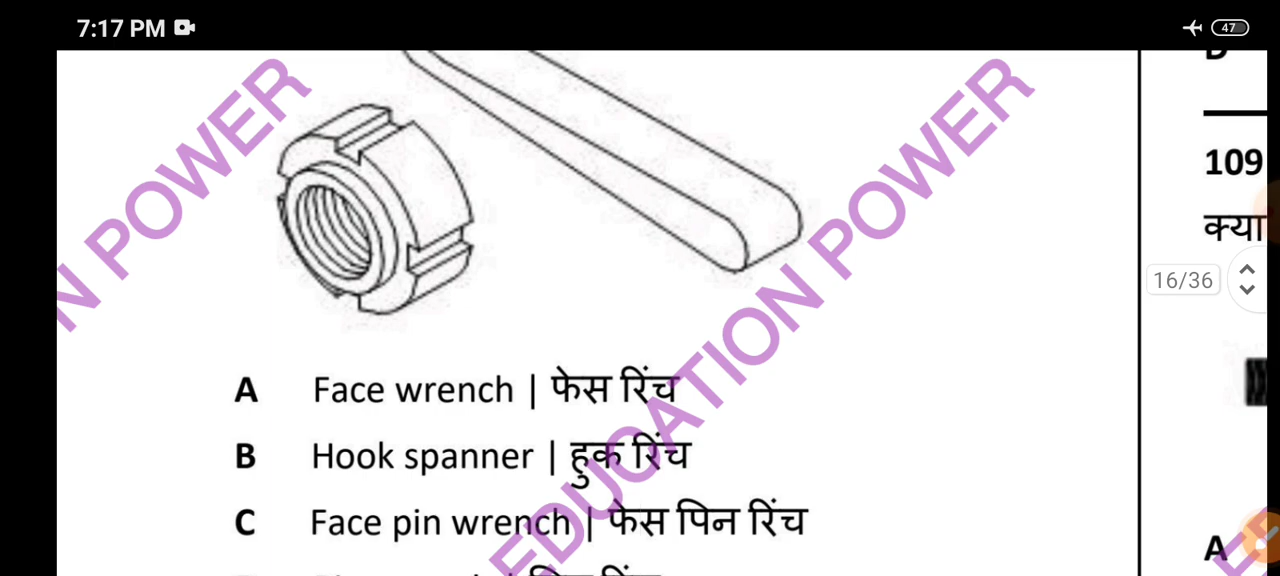 7:17 PM
47
109
क्या
16/36
A Face wrench | फेस रिंच
B Hook spanner | हुक रिंच
C Face pin wrench | फेस पिन रिंच
A
N POWER
EDUCATION POWER